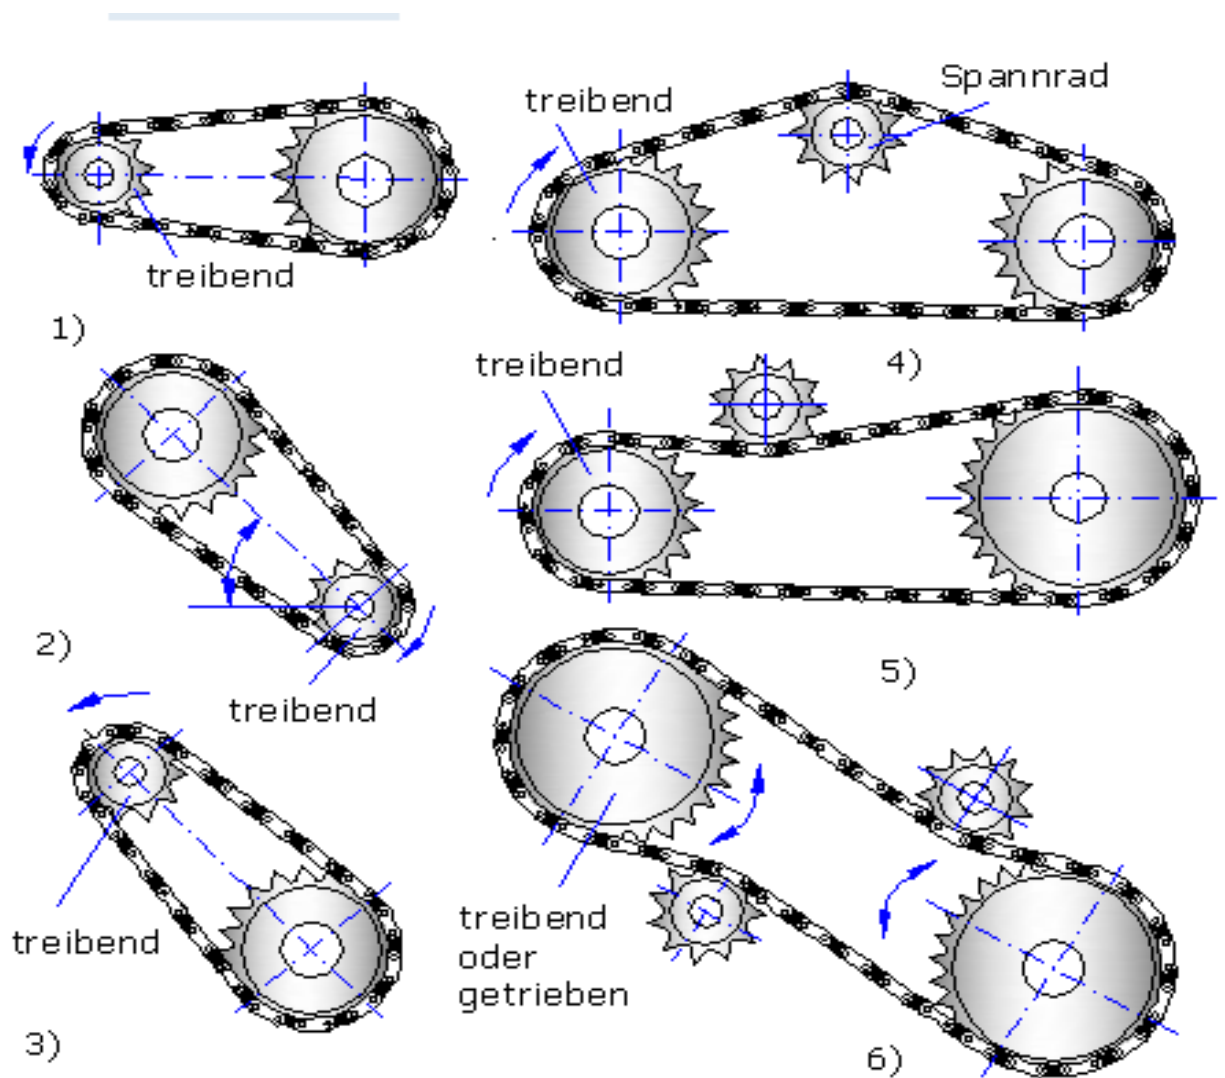 treibend
1)
treibend
Spannrad
4)
treibend
2)
treibend
5)
treibend
3)
treibend
oder
getrieben
6)